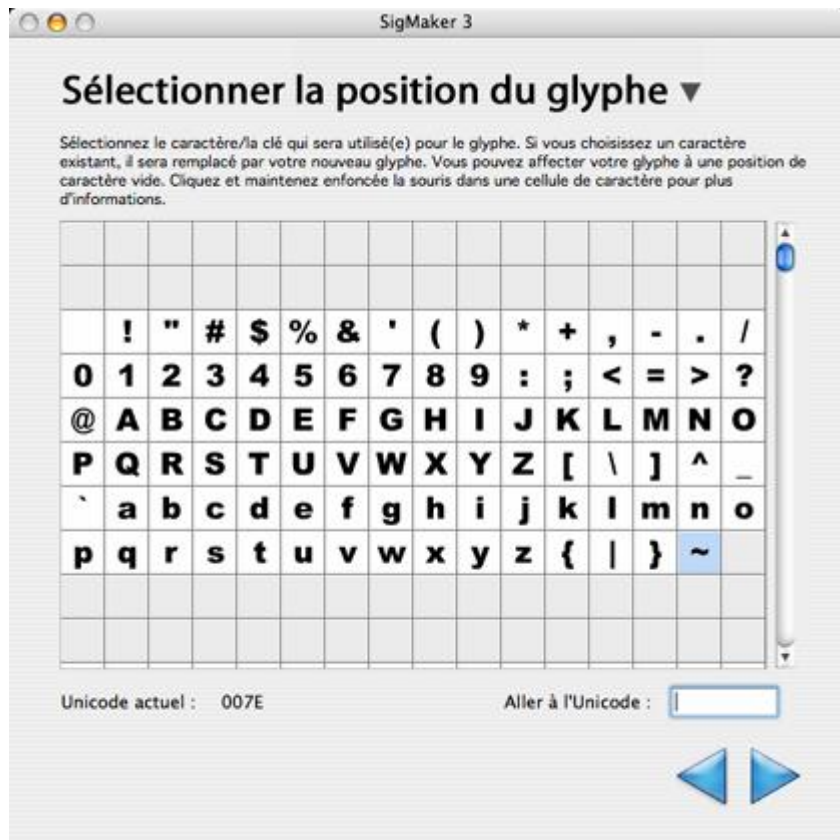 SigMaker 3
Sélectionner la position du glyphe ▼
Sélectionnez le caractère/la clé qui sera utilisé(e) pour le glyphe. Si vous choisissez un caractère
existant, il sera remplacé par votre nouveau glyphe. Vous pouvez affecter votre glyphe à une position de
caractère vide. Cliquez et maintenez enfoncée la souris dans une cellule de caractère pour plus
d'informations.
! " # $ % & ' ( ) * + , - . /
0 1 2 3 4 5 6 7 8 9 : ; < = > ?
@ A B C D E F G H I J K L M N O
P Q R S T U V W X Y Z [ \ ] ^ _
` a b c d e f g h i j k l m n o
p q r s t u v w x y z { | } ~
Unicode actuel : 007E Aller à l'Unicode :